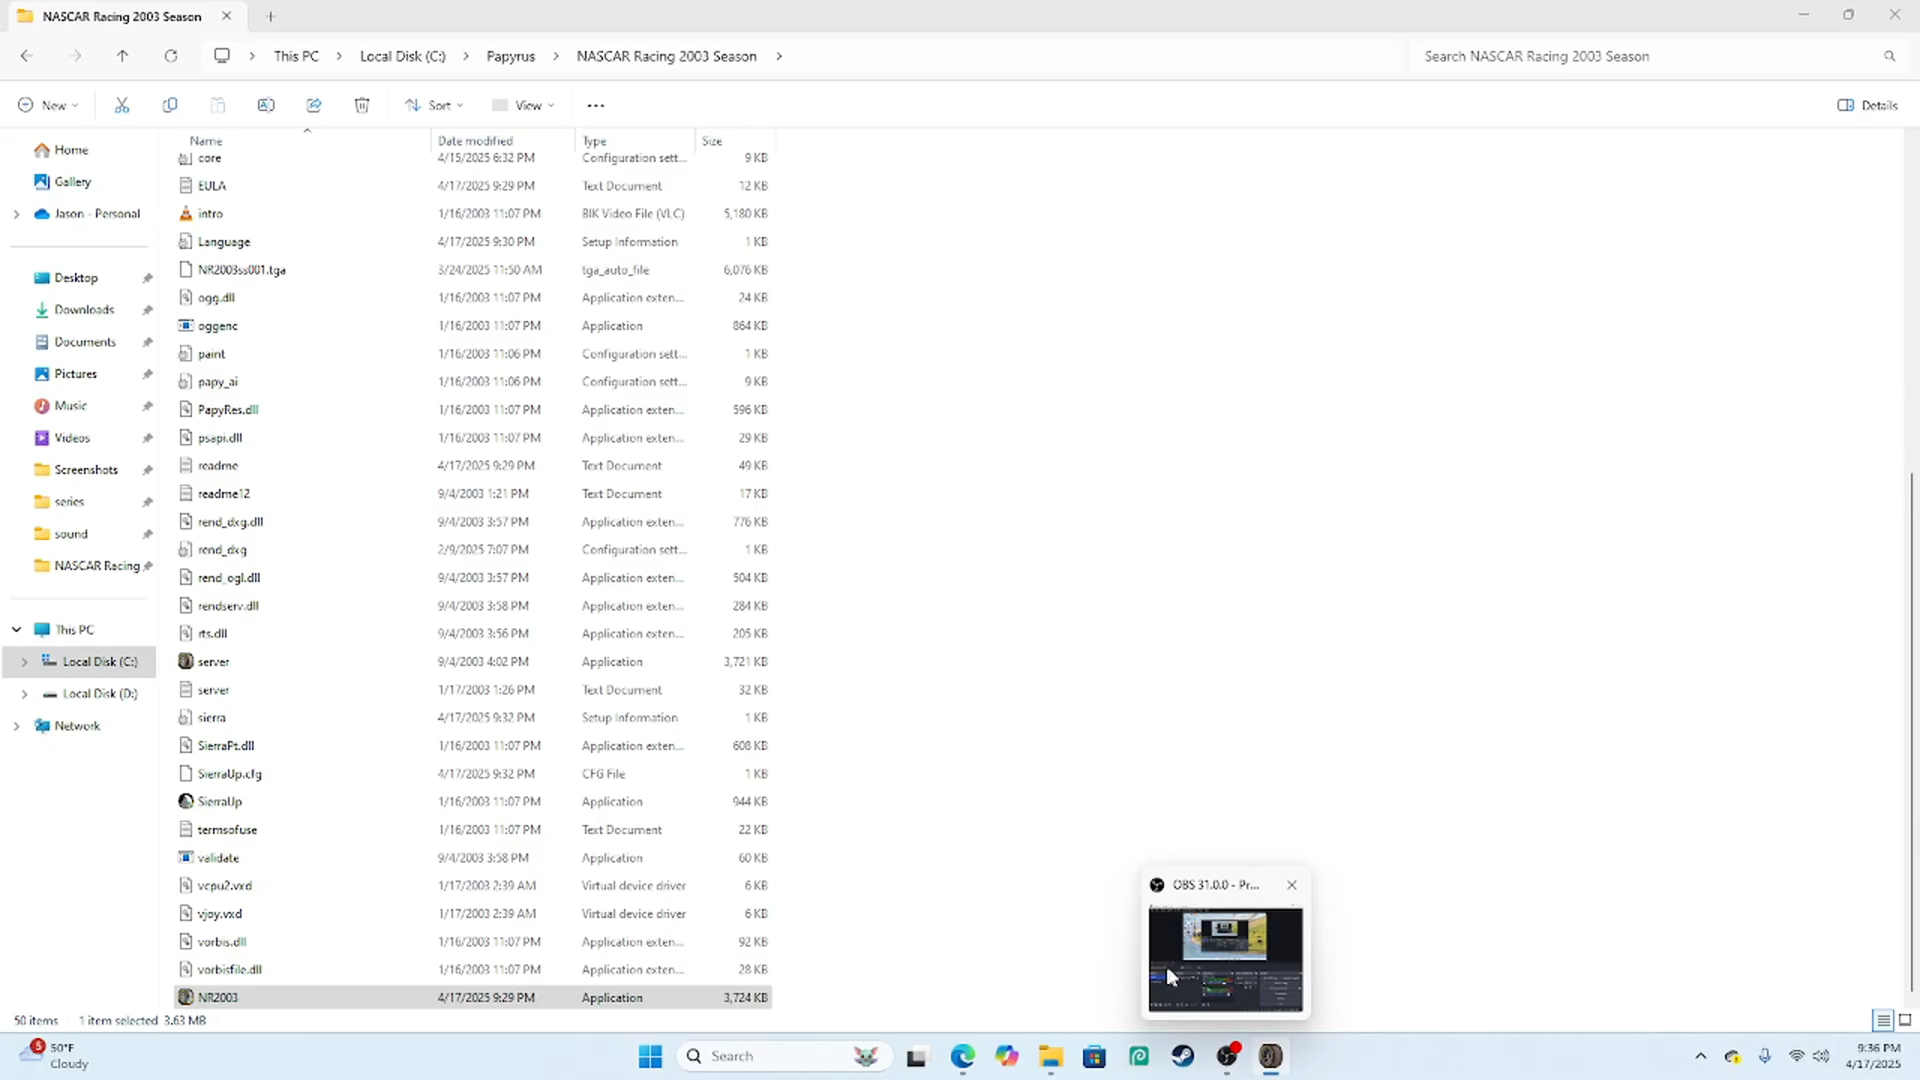 NASCAR Racing 2003 Season
This PC > Local Disk (C:) > Papyrus > NASCAR Racing 2003 Season >
Search NASCAR Racing 2003 Season
New Sort View ... Details
Name Date modified Type Size
Home
Gallery
Jason - Personal
Desktop
Downloads
Documents
Pictures
Music
Videos
Screenshots
series
sound
NASCAR Racing
This PC
Local Disk (C:)
Local Disk (D:)
Network
core 4/15/2025 6:32 PM Configuration sett... 9 KB
EULA 4/17/2025 9:29 PM Text Document 12 KB
intro 1/16/2003 11:07 PM BIK Video File (VLC) 5,180 KB
Language 4/17/2025 9:30 PM Setup Information 1 KB
NR2003ss001.tga 3/24/2025 11:50 AM tga_auto_file 6,076 KB
ogg.dll 1/16/2003 11:07 PM Application exten... 24 KB
oggenc 1/16/2003 11:07 PM Application 864 KB
paint 1/16/2003 11:06 PM Configuration sett... 1 KB
papy_ai 1/16/2003 11:06 PM Configuration sett... 9 KB
PapyRes.dll 1/16/2003 11:07 PM Application exten... 596 KB
psapi.dll 1/16/2003 11:07 PM Application exten... 29 KB
readme 4/17/2025 9:29 PM Text Document 49 KB
readme12 9/4/2003 1:21 PM Text Document 17 KB
rend_dxg.dll 9/4/2003 3:57 PM Application exten... 776 KB
rend_dxg 2/9/2025 7:07 PM Configuration sett... 1 KB
rend_ogl.dll 9/4/2003 3:57 PM Application exten... 504 KB
rendserv.dll 9/4/2003 3:58 PM Application exten... 284 KB
rts.dll 9/4/2003 3:56 PM Application exten... 205 KB
server 9/4/2003 4:02 PM Application 3,721 KB
server 1/17/2003 1:26 PM Text Document 32 KB
sierra 4/17/2025 9:32 PM Setup Information 1 KB
SierraPt.dll 1/16/2003 11:07 PM Application exten... 608 KB
SierraUp.cfg 4/17/2025 9:32 PM CFG File 1 KB
SierraUp 1/16/2003 11:07 PM Application 944 KB
termsofuse 1/16/2003 11:07 PM Text Document 22 KB
validate 9/4/2003 3:58 PM Application 60 KB
vcpu2.vxd 1/17/2003 2:39 AM Virtual device driver 6 KB
vjoy.vxd 1/17/2003 2:39 AM Virtual device driver 6 KB
vorbis.dll 1/16/2003 11:07 PM Application exten... 92 KB
vorbisfile.dll 1/16/2003 11:07 PM Application exten... 28 KB
NR2003 4/17/2025 9:29 PM Application 3,724 KB
OBS 31.0.0 - Pr...
50 items 1 item selected 3.63 MB
5
50°F
Cloudy
Search
9:36 PM
4/17/2025